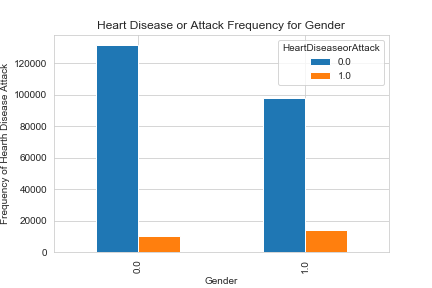 Heart Disease or Attack Frequency for Gender
HeartDiseaseorAttack
0.0
1.0
120000
100000
80000
60000
40000
20000
0
Frequency of Hearth Disease Attack
0.0
1.0
Gender